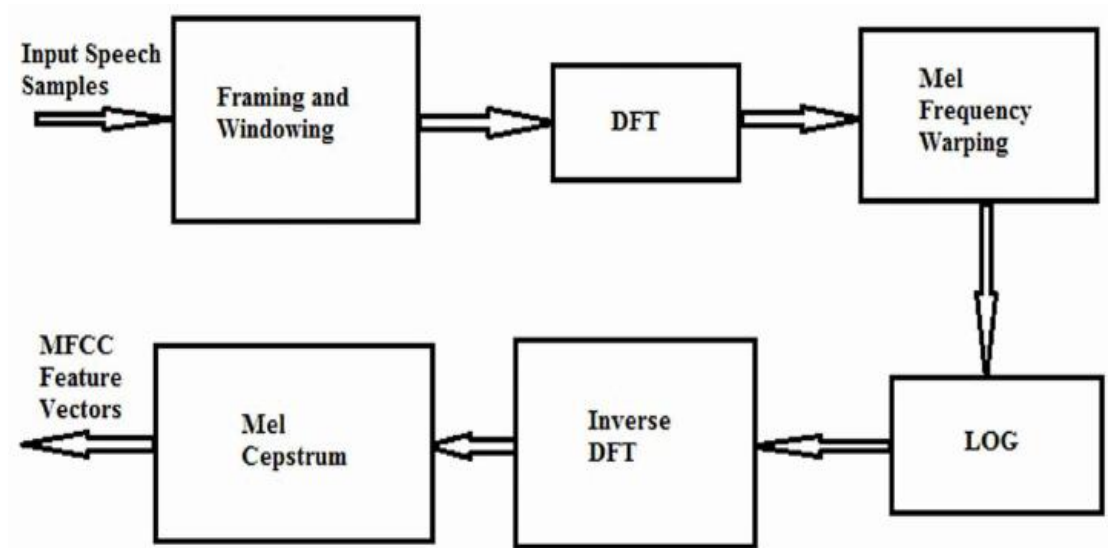 Input Speech
Samples
Framing and
Windowing
DFT
Mel
Frequency
Warping
LOG
Inverse
DFT
Mel
Cepstrum
MFCC
Feature
Vectors